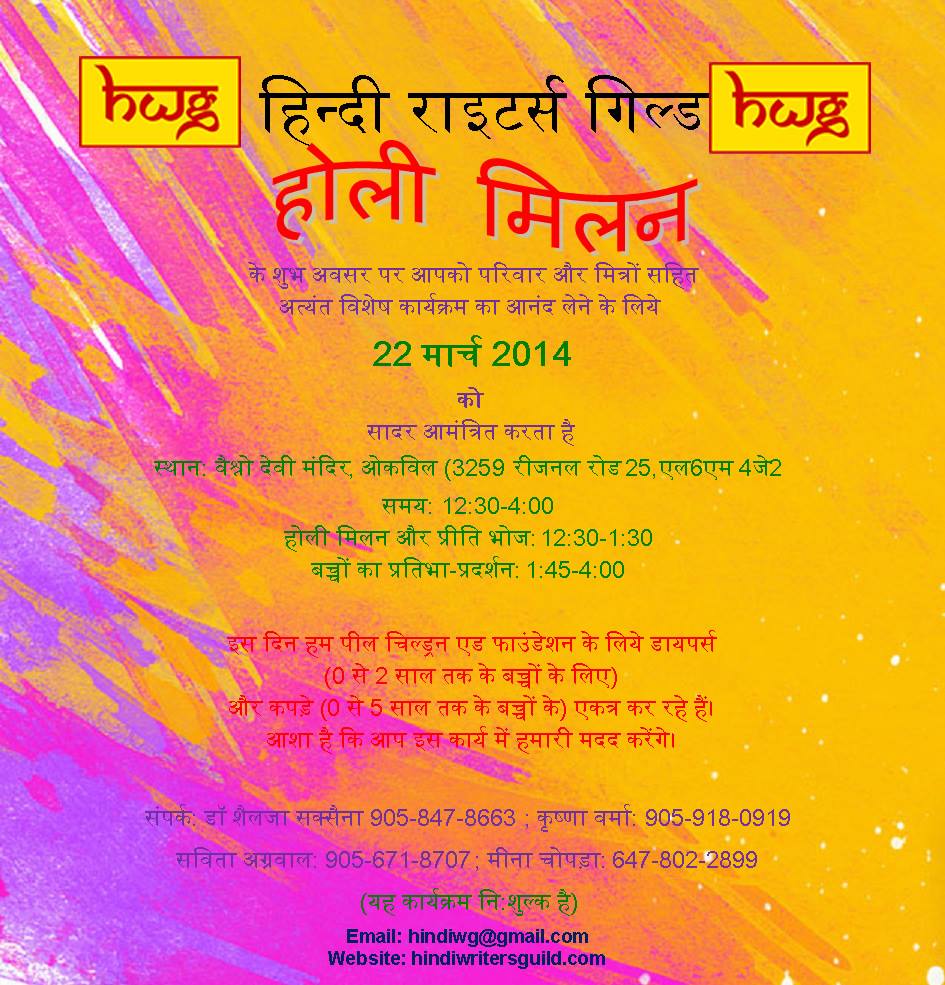 hwg हिन्दी राइटर्स गिल्ड hwg
होली मिलन
के शुभ अवसर पर आपको परिवार और मित्रों सहित
अत्यंत विशेष कार्यक्रम का आनंद लेने के लिये
22 मार्च 2014
को
सादर आमंत्रित करता है
स्थान: वैश्नो देवी मंदिर, ओकविल (3259 रीजनल रोड 25,एल6एम 4जे2
समय: 12:30-4:00
होली मिलन और प्रीति भोज: 12:30-1:30
बच्चों का प्रतिभा-प्रदर्शन: 1:45-4:00
इस दिन हम पील चिल्ड्रन एड फाउंडेशन के लिये डायपर्स
(0 से 2 साल तक के बच्चों के लिए)
और कपड़े (0 से 5 साल तक के बच्चों के) एकत्र कर रहे हैं।
आशा है कि आप इस कार्य में हमारी मदद करेंगे।
संपर्क: डॉ शैलजा सक्सैना 905-847-8663 ; कृष्णा वर्मा: 905-918-0919
सविता अग्रवाल: 905-671-8707 ; मीना चोपड़ा: 647-802-2899
(यह कार्यक्रम नि:शुल्क है)
Email: hindiwg@gmail.com
Website: hindiwritersguild.com